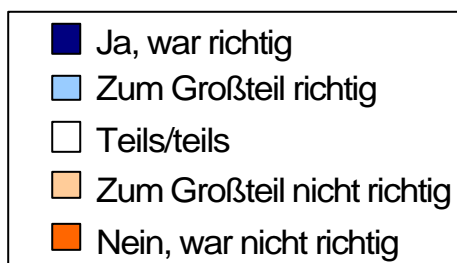 Ja, war richtig
Zum Großteil richtig
Teils/teils
Zum Großteil nicht richtig
Nein, war nicht richtig